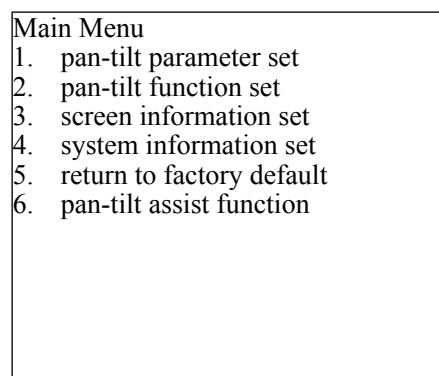 Main Menu
1. pan-tilt parameter set
2. pan-tilt function set
3. screen information set
4. system information set
5. return to factory default
6. pan-tilt assist function